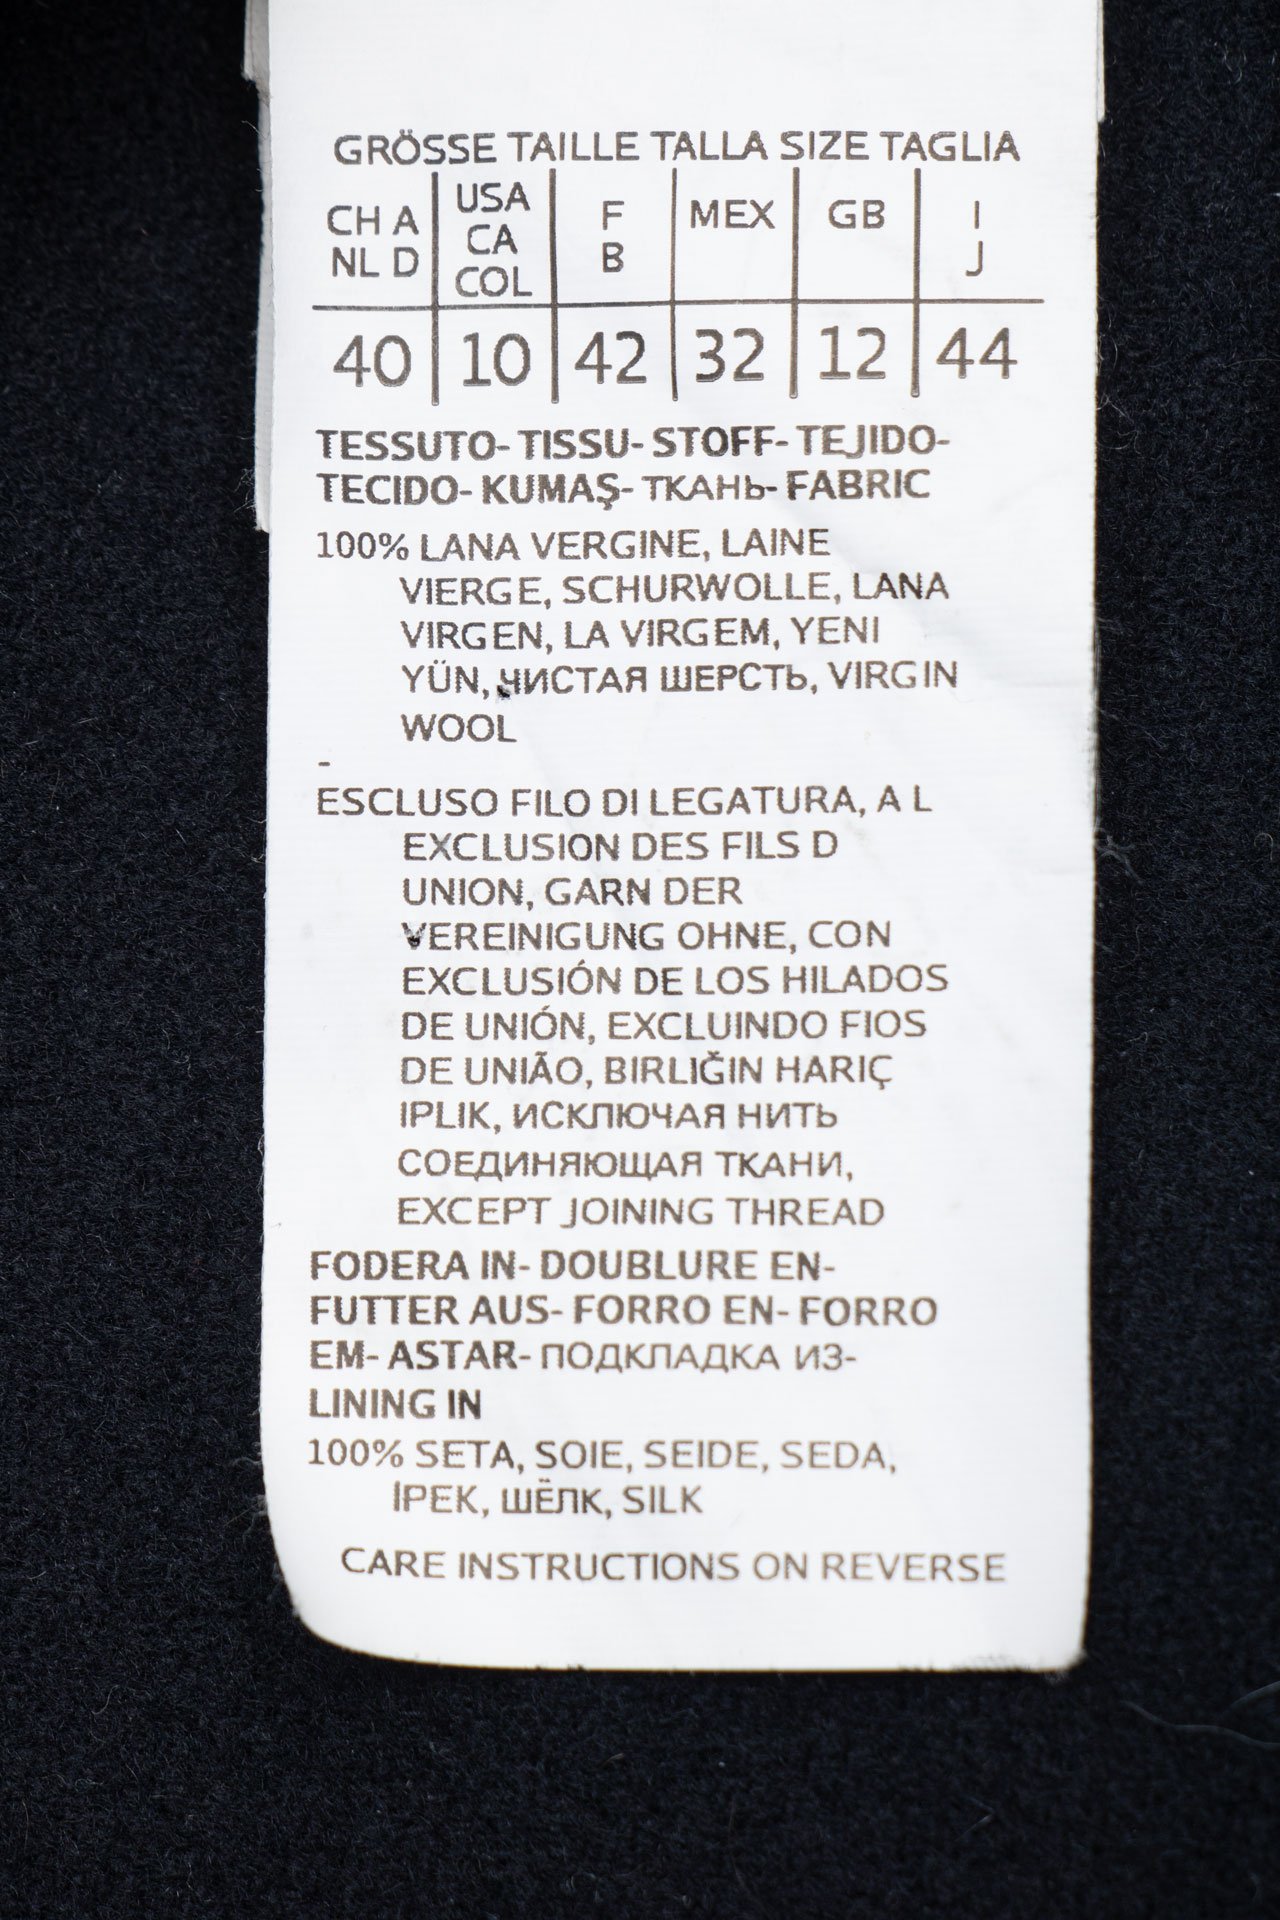 GRÖSSE TAILLE TALLA SIZE TAGLIA
CH A NL D | USA CA COL | F B | MEX | GB | I J
40 | 10 | 42 | 32 | 12 | 44
TESSUTO- TISSU- STOFF- TEJIDO-
TECIDO- KUMAŞ- ТКАНЬ- FABRIC
100% LANA VERGINE, LAINE
VIERGE, SCHURWOLLE, LANA
VIRGEN, LA VIRGEM, YENI
YÜN, ЧИСТАЯ ШЕРСТЬ, VIRGIN
WOOL
-
ESCLUSO FILO DI LEGATURA, A L
EXCLUSION DES FILS D
UNION, GARN DER
VEREINIGUNG OHNE, CON
EXCLUSIÓN DE LOS HILADOS
DE UNIÓN, EXCLUINDO FIOS
DE UNIÃO, BIRLIĞIN HARIÇ
IPLIK, ИСКЛЮЧАЯ НИТЬ
СОЕДИНЯЮЩАЯ ТКАНИ,
EXCEPT JOINING THREAD
FODERA IN- DOUBLURE EN-
FUTTER AUS- FORRO EN- FORRO
EM- ASTAR- ПОДКЛАДКА ИЗ-
LINING IN
100% SETA, SOIE, SEIDE, SEDA,
İPEK, ШЁЛК, SILK
CARE INSTRUCTIONS ON REVERSE